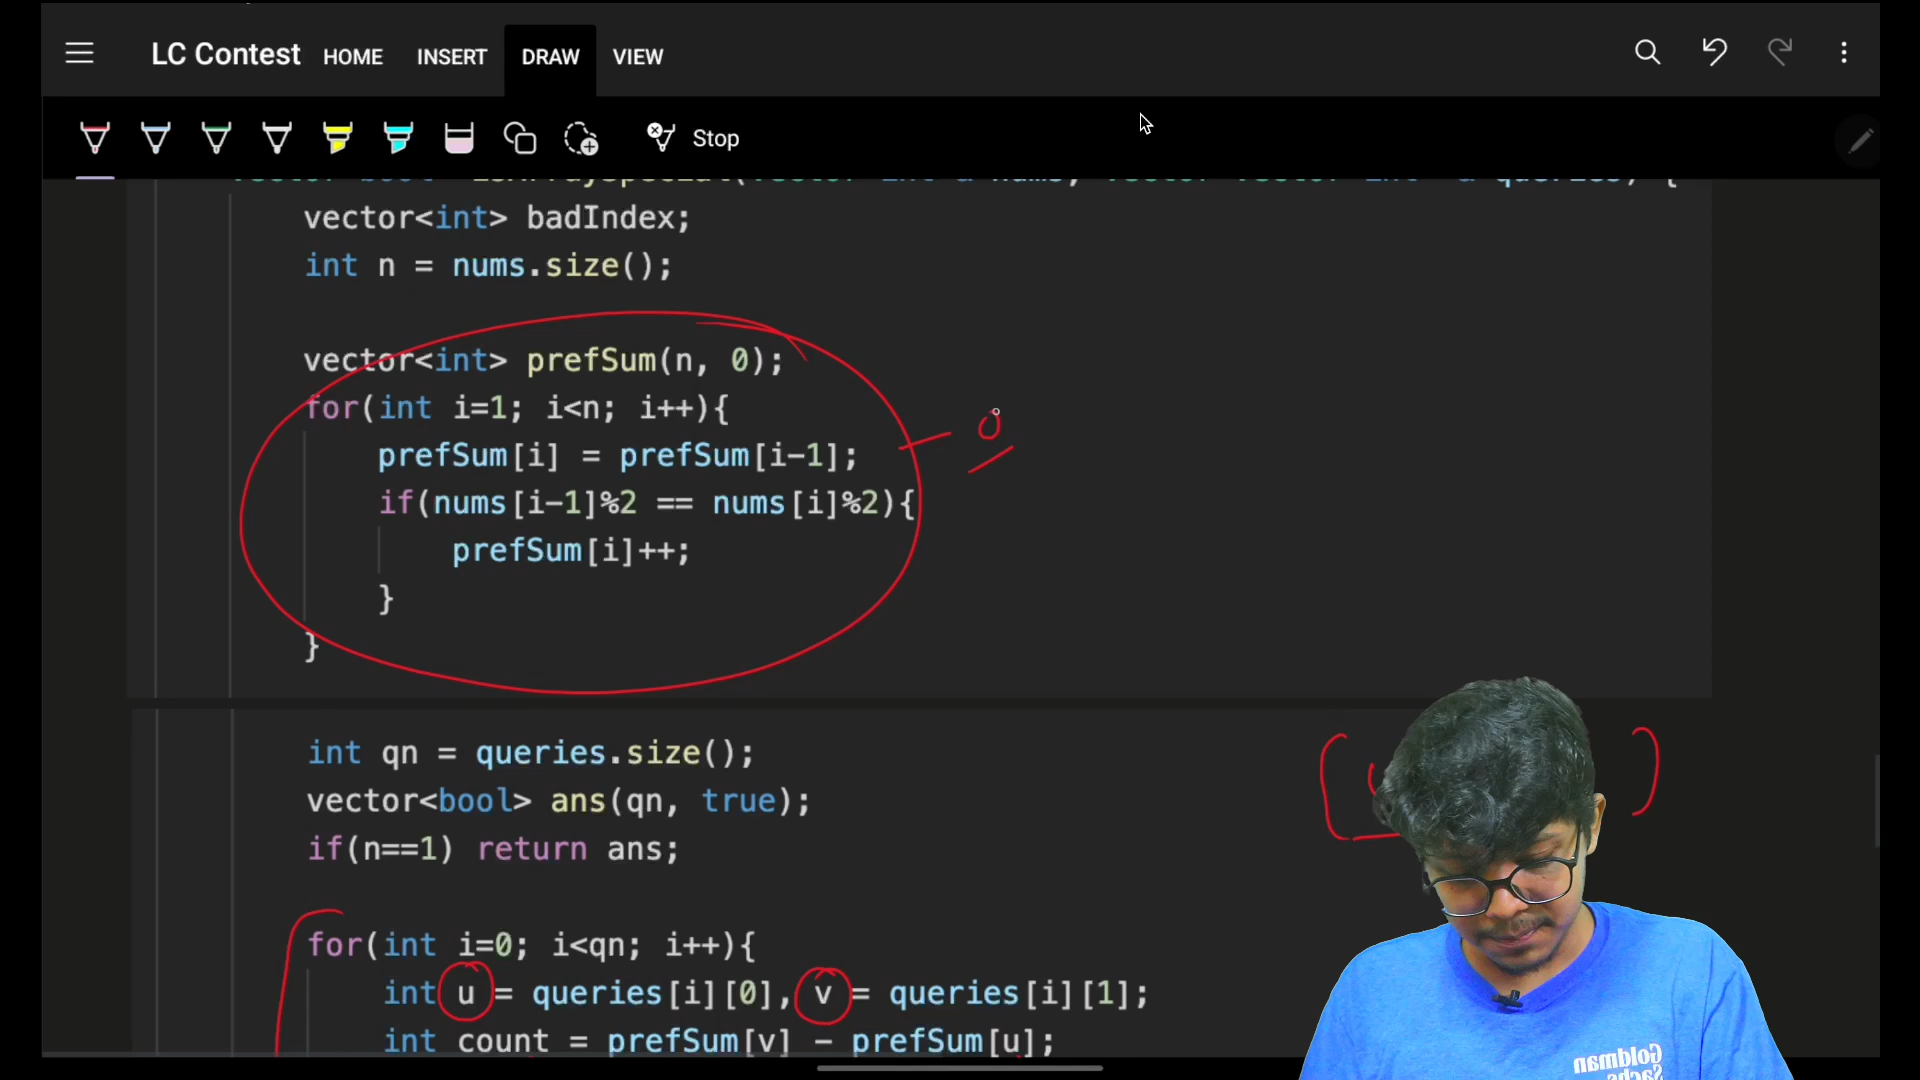 LC Contest HOME INSERT DRAW VIEW
Stop
vector<int> badIndex;
int n = nums.size();
vector<int> prefSum(n, 0);
for(int i=1; i<n; i++){
prefSum[i] = prefSum[i-1];
if(nums[i-1]%2 == nums[i]%2){
prefSum[i]++;
}
}
int qn = queries.size();
vector<bool> ans(qn, true);
if(n==1) return ans;
for(int i=0; i<qn; i++){
int u = queries[i][0], v = queries[i][1];
int count = prefSum[v] - prefSum[u];
Goldman
Sachs